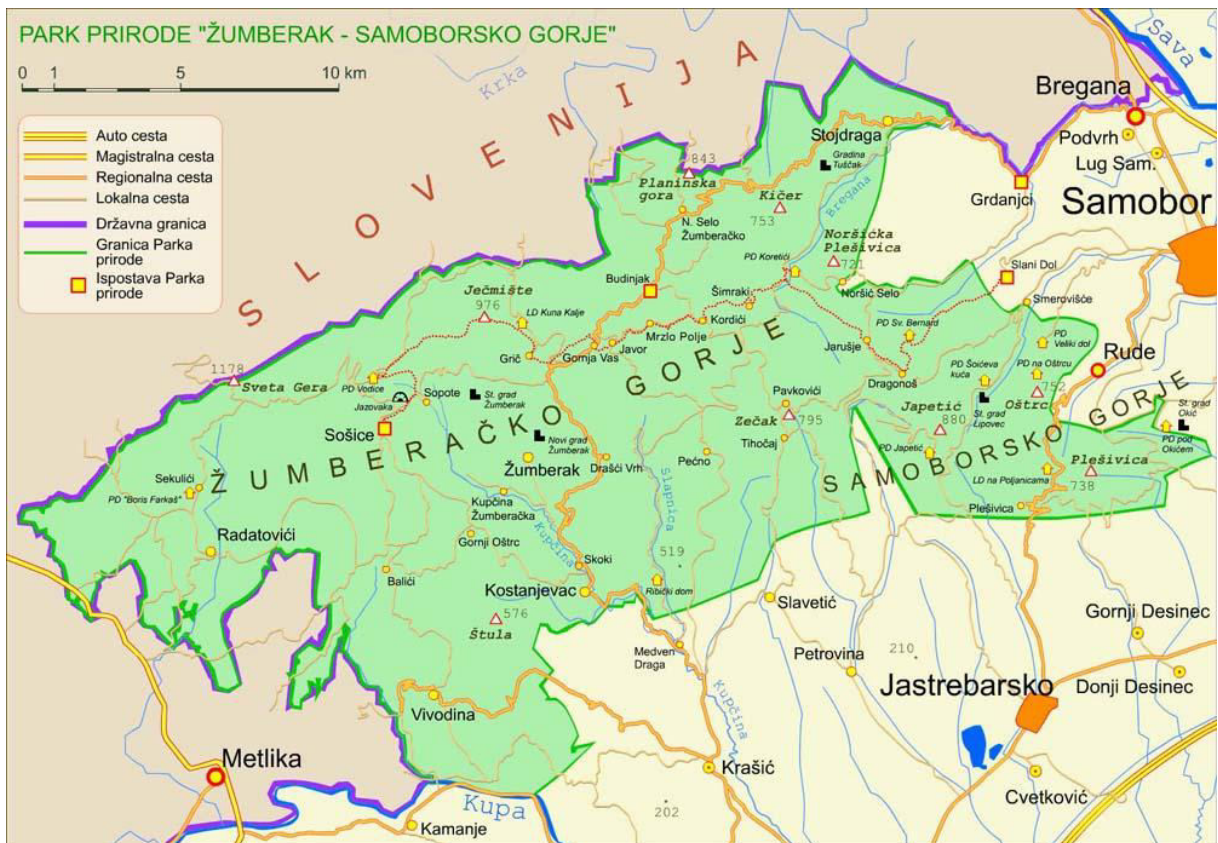 PARK PRIRODE "ŽUMBERAK - SAMOBORSKO GORJE"
0 1 5 10 km
Auto cesta
Magistralna cesta
Regionalna cesta
Lokalna cesta
Državna granica
Granica Parka
prirode
Ispostava Parka
prirode
SLOVENIJA
Krka
Sava
Bregana
Podvrh
Lug Sam.
Samobor
Grdanjci
Stojdraga
Gradina
Tuščak
Bregana
843
Planinska
gora
Kičer
753
N. Selo
Žumberačko
Noršićka
Plešivica
721
PD Koretići
Noršić Selo
Slani Dol
Smerovišće
Budinjak
Šimraki
Kordići
Mrzlo Polje
Javor
Gornja Vas
Grič
Ječmište
976
LD Kuna Kalje
PD Sv. Bernard
Jarušje
Dragonoš
PD
Veliki dol
PD na Oštrcu
PD Šoićeva
kuća
Rude
752
Oštrc
St. grad
Lipovec
Japetić
880
PD Japetić
St. grad
Okić
PD pod
Okićem
Plešivica
738
LD na Poljanicama
Plešivica
SAMOBORSKO GORJE
ŽUMBERAČKO GORJE
1178
Sveta Gera
PD Vodice
Jazovaka
Sopote
St. grad
Žumberak
Sošice
Novi grad
Žumberak
Žumberak
Drašći Vrh
Pavkovići
Zečak
795
Tihočaj
Pećno
Slapnica
Sekulići
PD "Boris Farkaš"
Radatovići
Kupčina
Žumberačka
Gornji Oštrc
Kupčina
Skoki
519
Balići
Kostanjevac
Ribički dom
576
Štula
Slavetić
Medven
Draga
Petrovina
210
Gornji Desinec
Donji Desinec
Jastrebarsko
Vivodina
Kupčina
Metlika
Krašić
Cvetković
Kupa
202
Kamanje